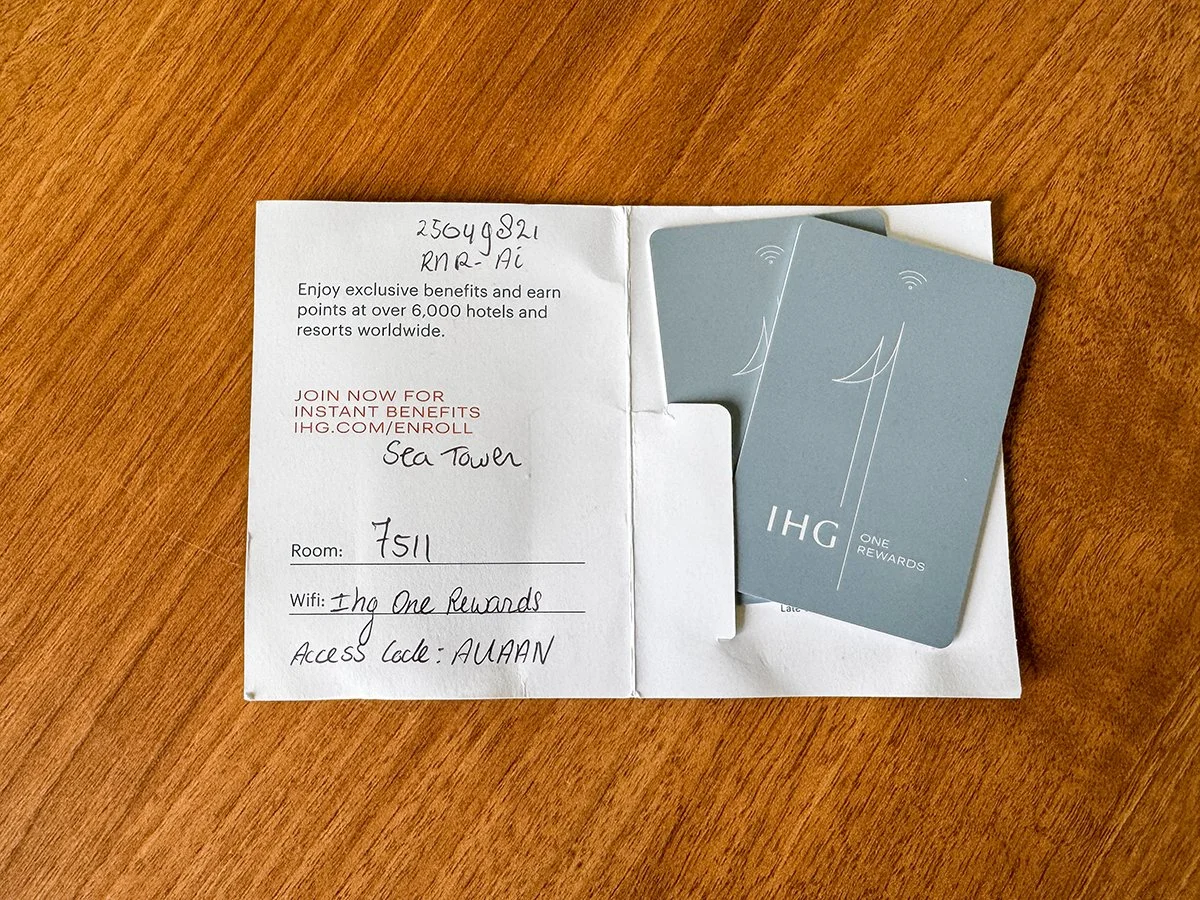 RNR- Ai
Enjoy exclusive benefits and earn
points at over 6,000 hotels and
resorts worldwide.
JOIN NOW FOR
INSTANT BENEFITS
IHG.COM/ENROLL
Sea Tower
Room: 7511
Wifi: Ihg One Rewards
Access Code: AUAAN
IHG ONE
REWARDS